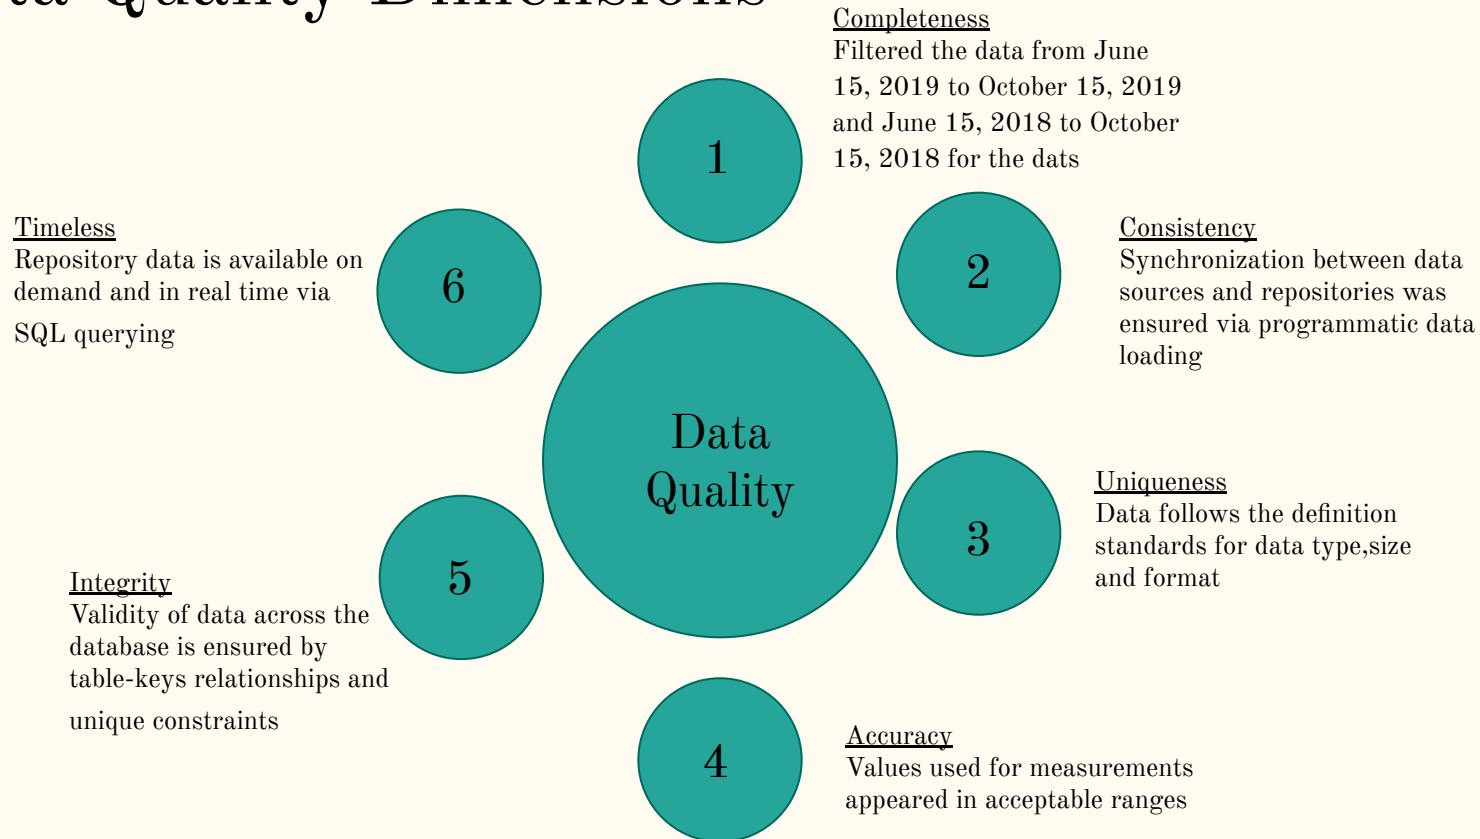 Quality Dimensions
Completeness
Filtered the data from June
15, 2019 to October 15, 2019
and June 15, 2018 to October
15, 2018 for the dats
1
Timeless
Repository data is available on
demand and in real time via
SQL querying
6
2
Consistency
Synchronization between data
sources and repositories was
ensured via programmatic data
loading
Data
Quality
Uniqueness
Data follows the definition
standards for data type,size
and format
3
5
Integrity
Validity of data across the
database is ensured by
table-keys relationships and
unique constraints
4
Accuracy
Values used for measurements
appeared in acceptable ranges